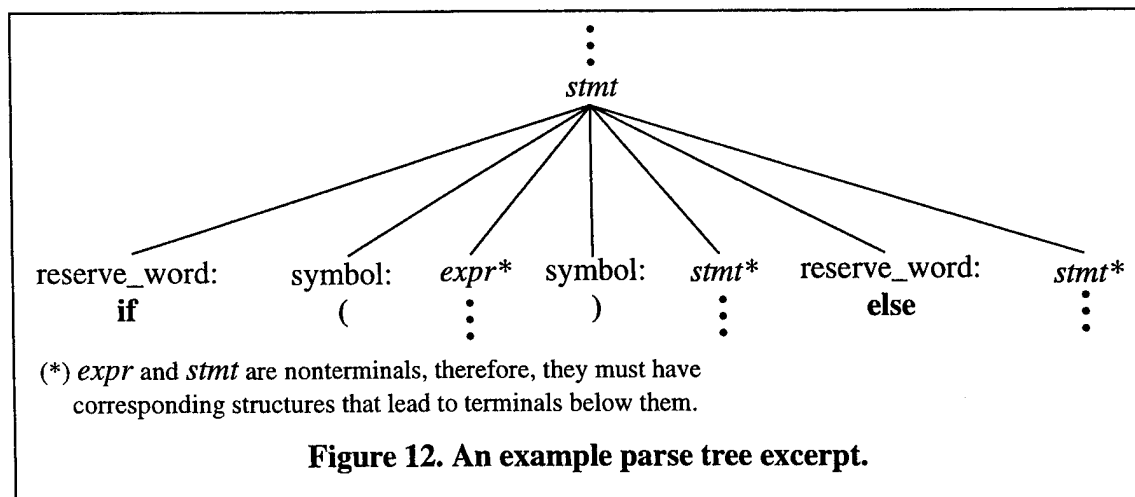 stmt
reserve_word: symbol: expr* symbol: stmt* reserve_word: stmt*
if ( ) else
(*) expr and stmt are nonterminals, therefore, they must have
corresponding structures that lead to terminals below them.
Figure 12. An example parse tree excerpt.